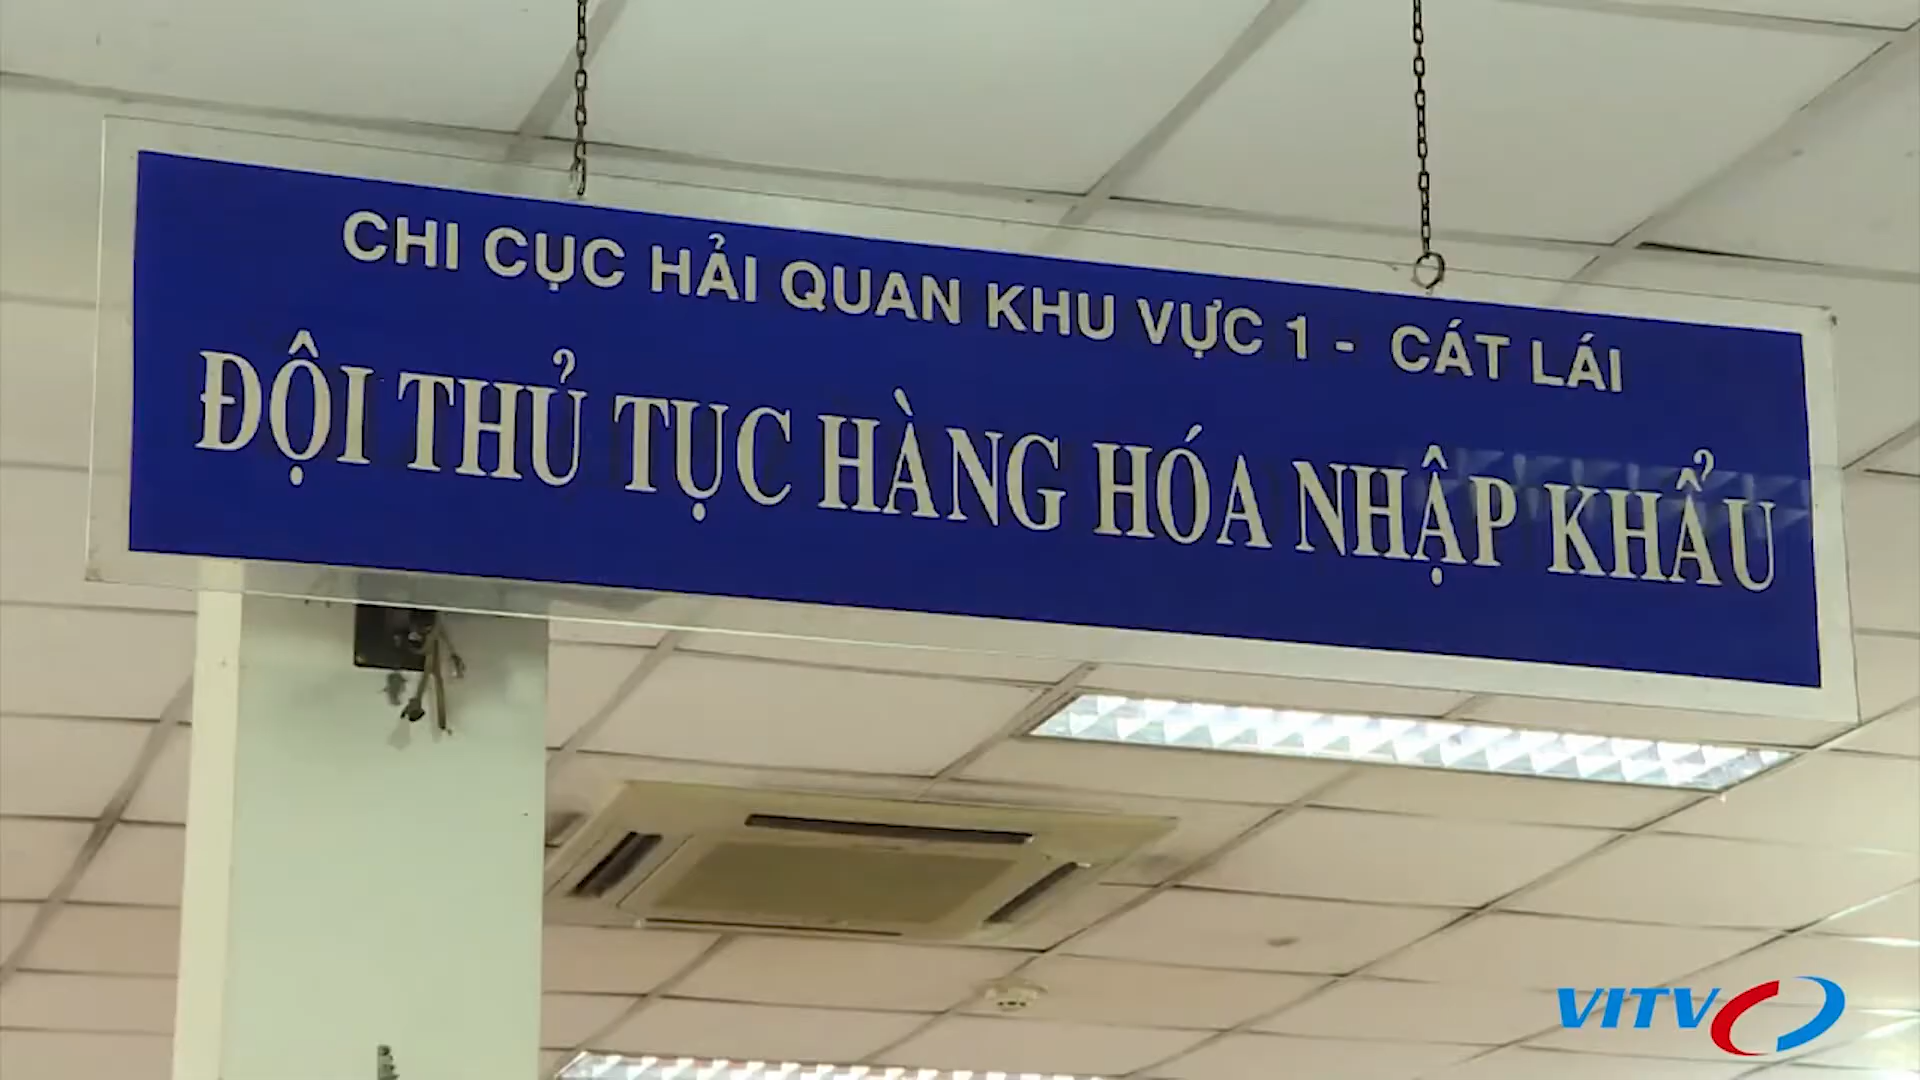 CHI CỤC HẢI QUAN KHU VỰC 1 - CÁT LÁI
ĐỘI THỦ TỤC HÀNG HÓA NHẬP KHẨU
VITV